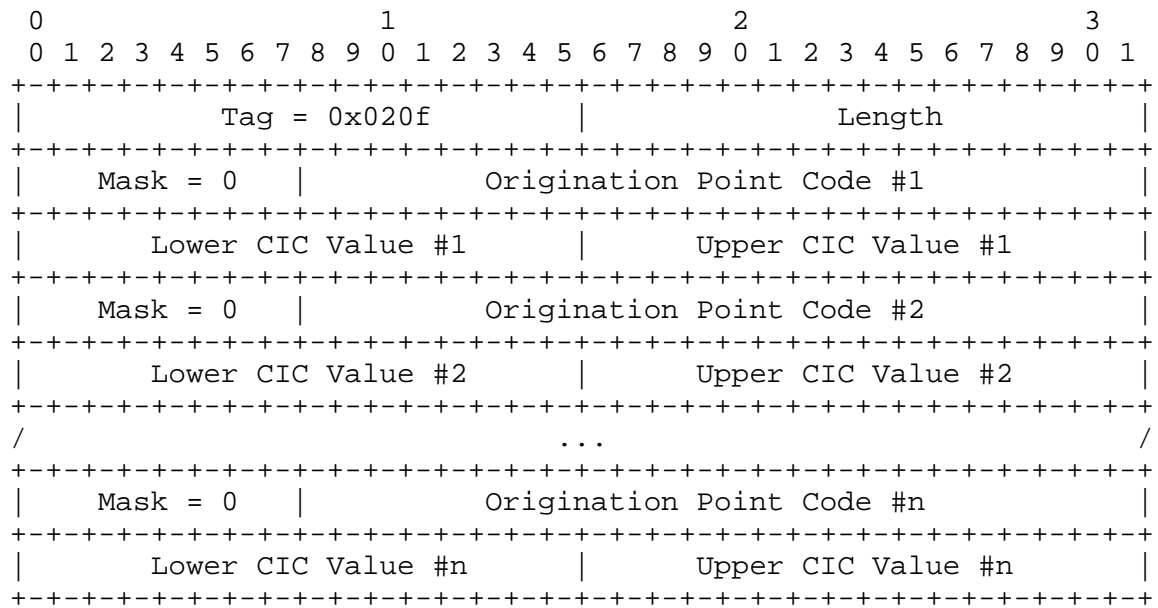 0                   1                   2                   3
 0 1 2 3 4 5 6 7 8 9 0 1 2 3 4 5 6 7 8 9 0 1 2 3 4 5 6 7 8 9 0 1
+-+-+-+-+-+-+-+-+-+-+-+-+-+-+-+-+-+-+-+-+-+-+-+-+-+-+-+-+-+-+-+-+
|           Tag = 0x020f        |              Length           |
+-+-+-+-+-+-+-+-+-+-+-+-+-+-+-+-+-+-+-+-+-+-+-+-+-+-+-+-+-+-+-+-+
|    Mask = 0   |          Origination Point Code #1            |
+-+-+-+-+-+-+-+-+-+-+-+-+-+-+-+-+-+-+-+-+-+-+-+-+-+-+-+-+-+-+-+-+
|       Lower CIC Value #1      |      Upper CIC Value #1       |
+-+-+-+-+-+-+-+-+-+-+-+-+-+-+-+-+-+-+-+-+-+-+-+-+-+-+-+-+-+-+-+-+
|    Mask = 0   |          Origination Point Code #2            |
+-+-+-+-+-+-+-+-+-+-+-+-+-+-+-+-+-+-+-+-+-+-+-+-+-+-+-+-+-+-+-+-+
|       Lower CIC Value #2      |      Upper CIC Value #2       |
+-+-+-+-+-+-+-+-+-+-+-+-+-+-+-+-+-+-+-+-+-+-+-+-+-+-+-+-+-+-+-+-+
/                              ...                              /
+-+-+-+-+-+-+-+-+-+-+-+-+-+-+-+-+-+-+-+-+-+-+-+-+-+-+-+-+-+-+-+-+
|    Mask = 0   |          Origination Point Code #n            |
+-+-+-+-+-+-+-+-+-+-+-+-+-+-+-+-+-+-+-+-+-+-+-+-+-+-+-+-+-+-+-+-+
|       Lower CIC Value #n      |      Upper CIC Value #n       |
+-+-+-+-+-+-+-+-+-+-+-+-+-+-+-+-+-+-+-+-+-+-+-+-+-+-+-+-+-+-+-+-+